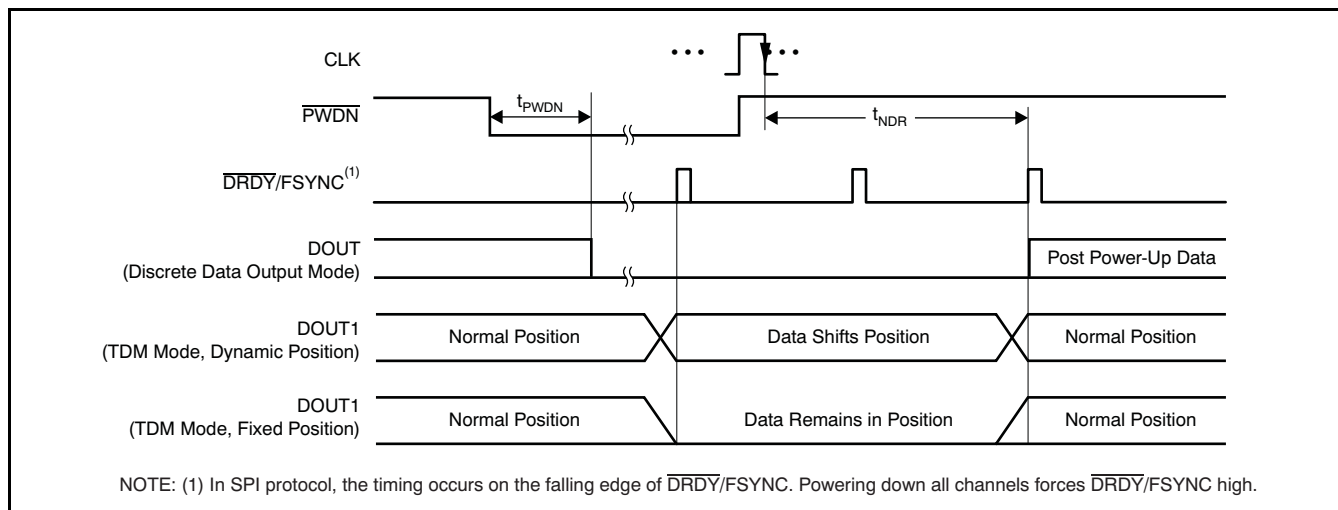 CLK
PWDN
tPWDN
tNDR
DRDY/FSYNC(1)
DOUT
(Discrete Data Output Mode)
Post Power-Up Data
DOUT1
(TDM Mode, Dynamic Position)
Normal Position
Data Shifts Position
Normal Position
DOUT1
(TDM Mode, Fixed Position)
Normal Position
Data Remains in Position
Normal Position
NOTE: (1) In SPI protocol, the timing occurs on the falling edge of DRDY/FSYNC. Powering down all channels forces DRDY/FSYNC high.